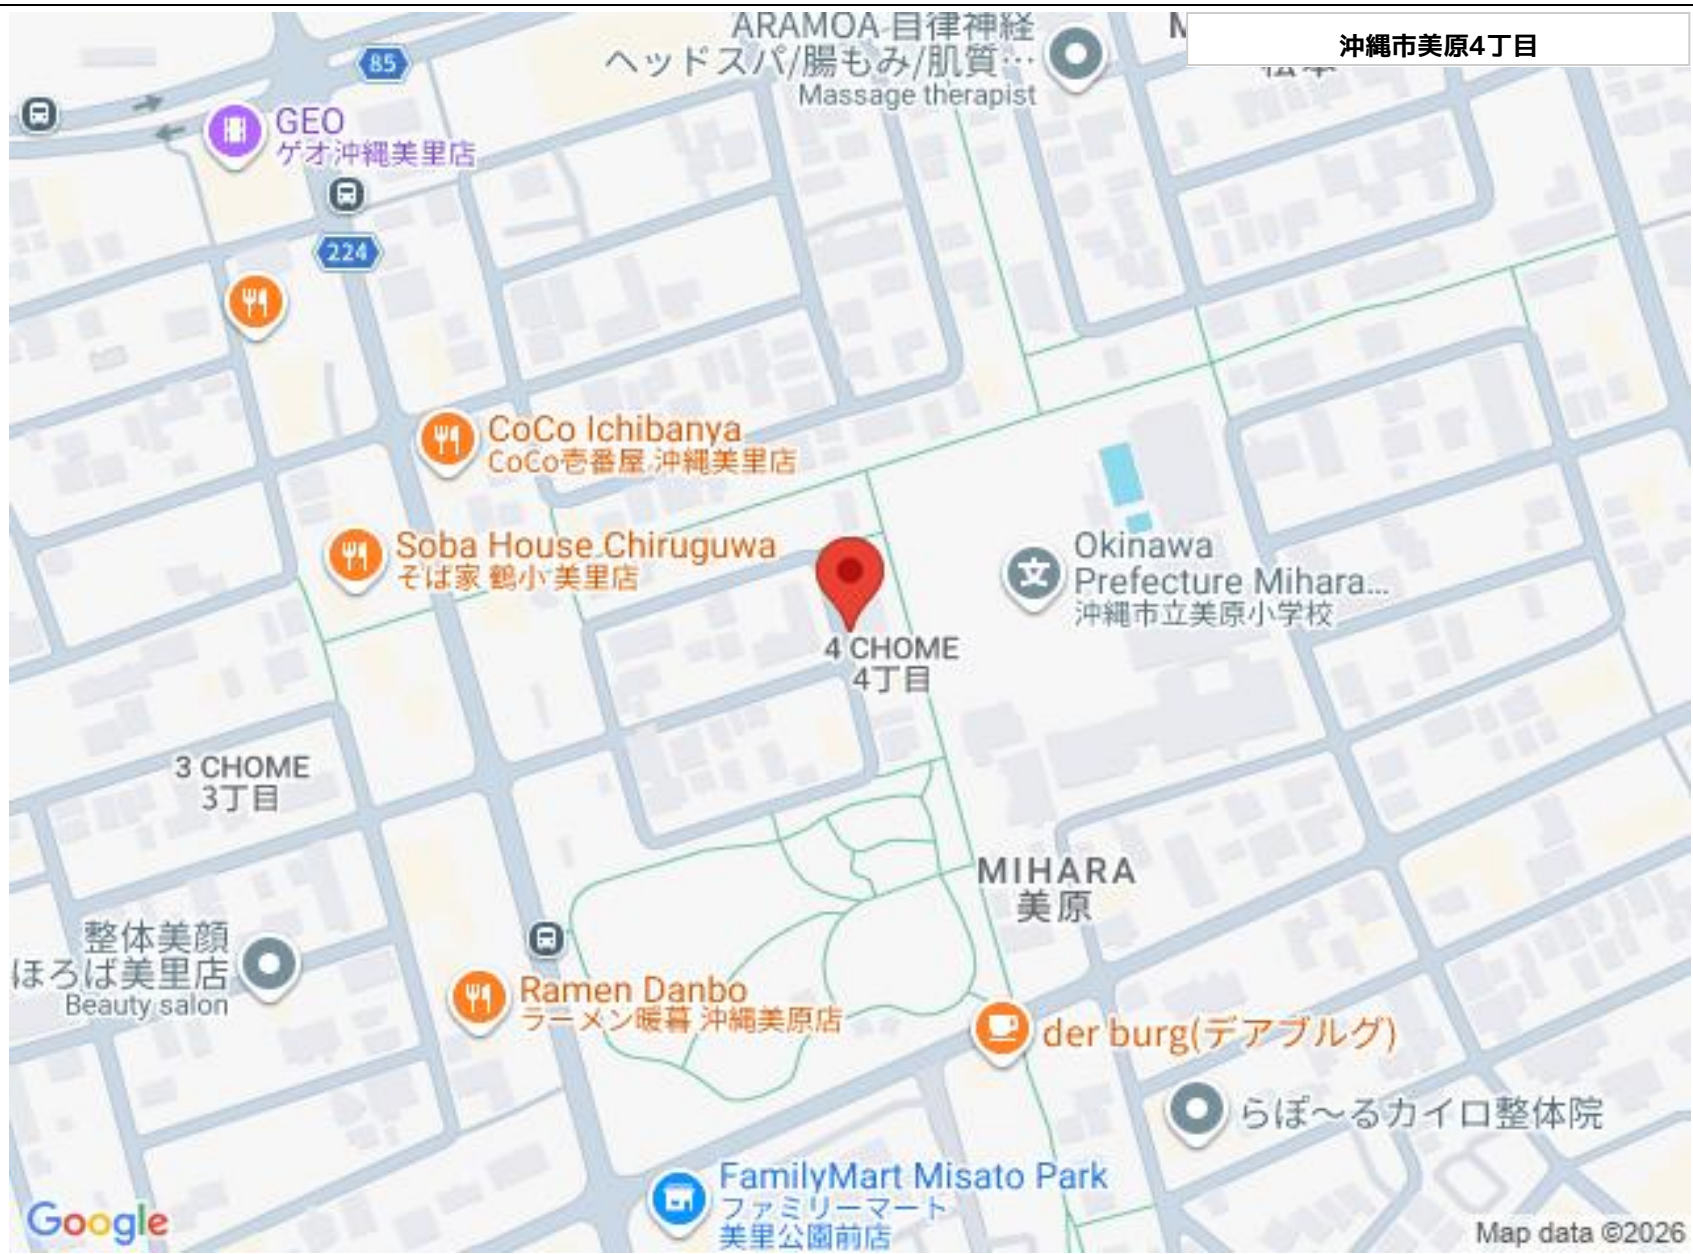 沖縄市美原4丁目
ARAMOA 自律神経
ヘッドスパ/腸もみ/肌質…
Massage therapist
85
GEO
ゲオ沖縄美里店
224
CoCo Ichibanya
CoCo壱番屋 沖縄美里店
Soba House Chiruguwa
そば家 鶴小 美里店
Okinawa
Prefecture Mihara...
沖縄市立美原小学校
4 CHOME
4丁目
3 CHOME
3丁目
MIHARA
美原
整体美顔
ほろば美里店
Beauty salon
Ramen Danbo
ラーメン暖暮 沖縄美原店
der burg(デアブルグ)
らぽ～るカイロ整体院
FamilyMart Misato Park
ファミリーマート
美里公園前店
Google
Map data ©2026